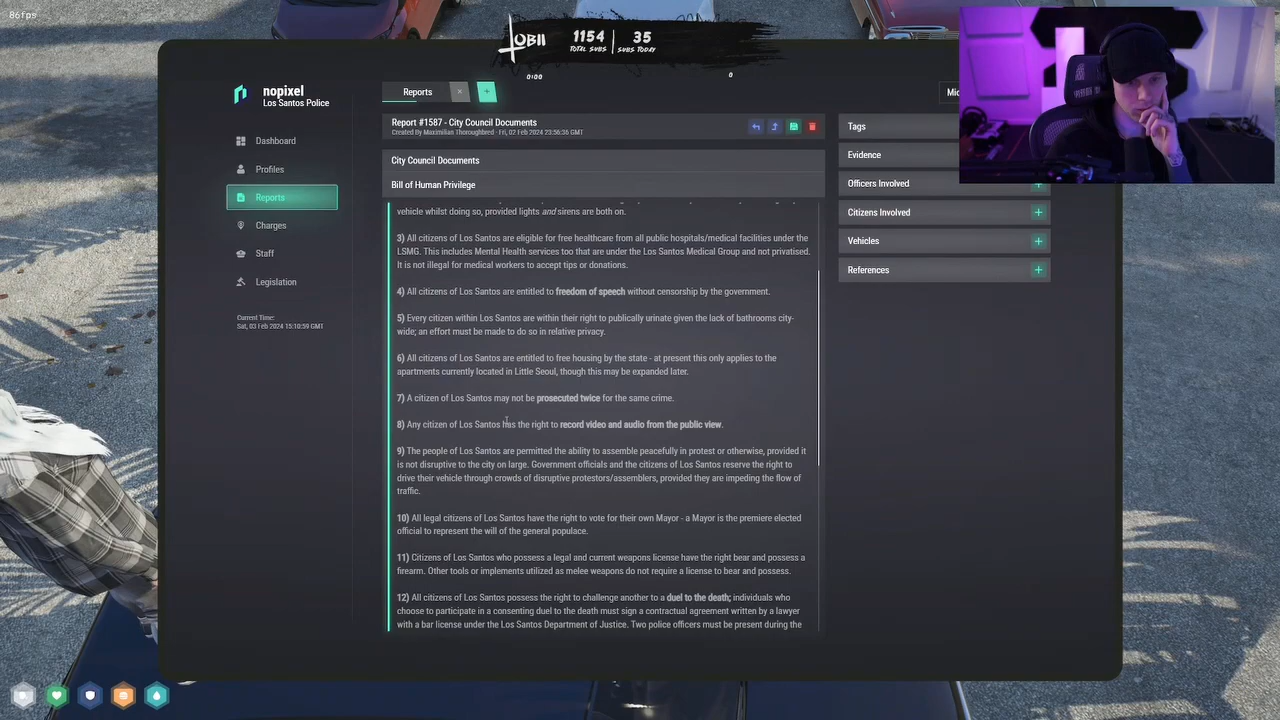 86fps
LOBII
1154
35
TOTAL SUBS
SUBS TODAY
0:00
0
nopixel
Los Santos Police
Dashboard
Profiles
Reports
Charges
Staff
Legislation
Current Time:
Sat, 03 Feb 2024 15:10:59 GMT
Reports
×
+
Report #1587 - City Council Documents
Created By Maximilian Thoroughbred - Fri, 02 Feb 2024 23:56:36 GMT
City Council Documents
Bill of Human Privilege
vehicle whilst doing so, provided lights and sirens are both on.
3) All citizens of Los Santos are eligible for free healthcare from all public hospitals/medical facilities under the
LSMG. This includes Mental Health services too that are under the Los Santos Medical Group and not privatised.
It is not illegal for medical workers to accept tips or donations.
4) All citizens of Los Santos are entitled to freedom of speech without censorship by the government.
5) Every citizen within Los Santos are within their right to publically urinate given the lack of bathrooms city-
wide; an effort must be made to do so in relative privacy.
6) All citizens of Los Santos are entitled to free housing by the state - at present this only applies to the
apartments currently located in Little Seoul, though this may be expanded later.
7) A citizen of Los Santos may not be prosecuted twice for the same crime.
8) Any citizen of Los Santos has the right to record video and audio from the public view.
9) The people of Los Santos are permitted the ability to assemble peacefully in protest or otherwise, provided it
is not disruptive to the city on large. Government officials and the citizens of Los Santos reserve the right to
drive their vehicle through crowds of disruptive protestors/assemblers, provided they are impeding the flow of
traffic.
10) All legal citizens of Los Santos have the right to vote for their own Mayor - a Mayor is the premiere elected
official to represent the will of the general populace.
11) Citizens of Los Santos who possess a legal and current weapons license have the right bear and possess a
firearm. Other tools or implements utilized as melee weapons do not require a license to bear and possess.
12) All citizens of Los Santos possess the right to challenge another to a duel to the death; individuals who
choose to participate in a consenting duel to the death must sign a contractual agreement written by a lawyer
with a bar license under the Los Santos Department of Justice. Two police officers must be present during the
Mic
Tags
Evidence
Officers Involved
Citizens Involved
Vehicles
References